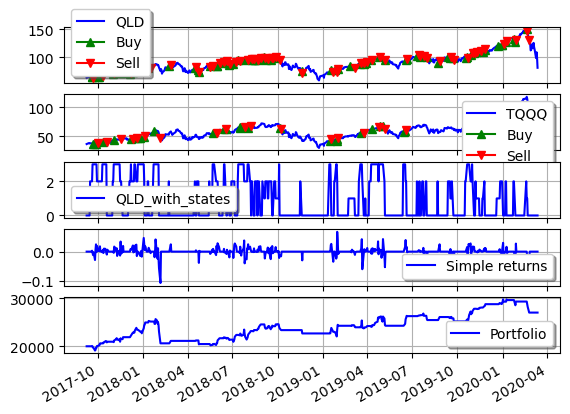 150
100
QLD
Buy
Sell
100
50
TQQQ
Buy
Sell
2
0
QLD_with_states
0.0
−0.1
Simple returns
30000
20000
Portfolio
2017-10 2018-01 2018-04 2018-07 2018-10 2019-01 2019-04 2019-07 2019-10 2020-01 2020-04